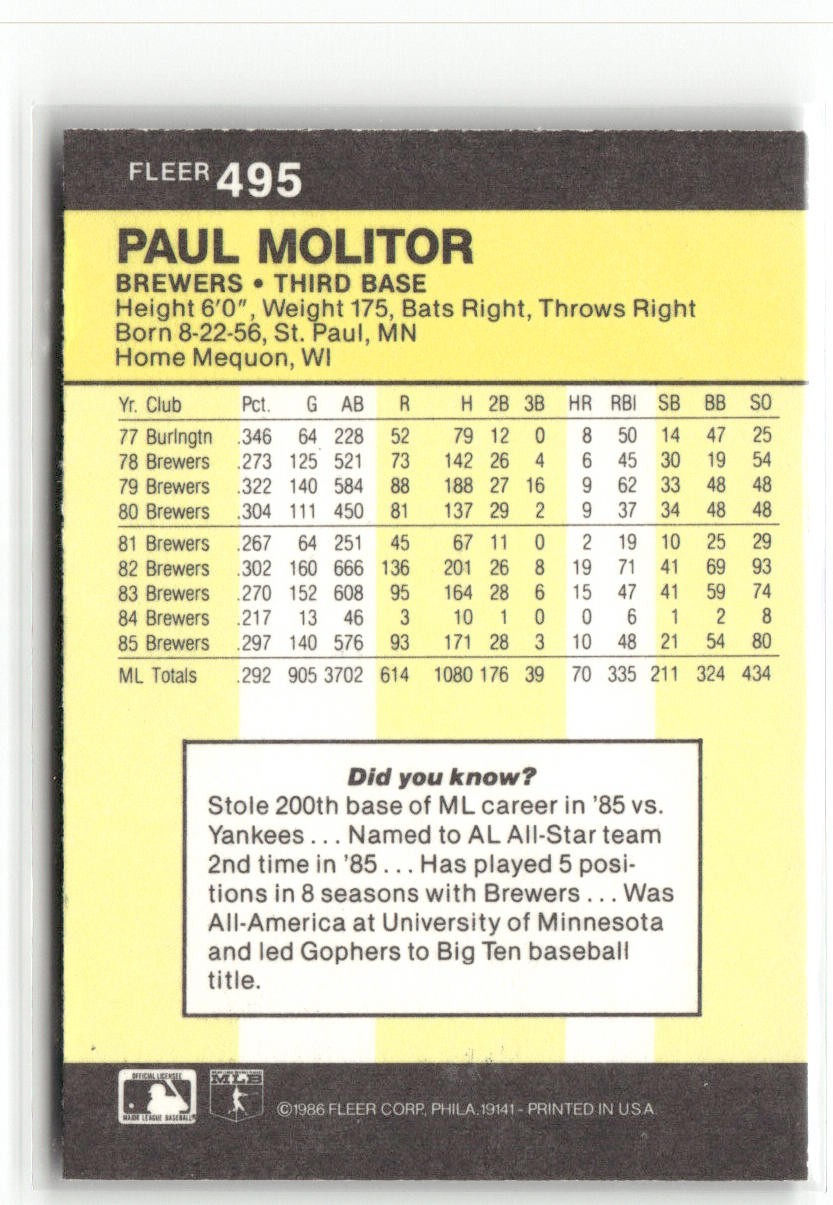 FLEER 495
PAUL MOLITOR
BREWERS • THIRD BASE
Height 6'0", Weight 175, Bats Right, Throws Right
Born 8-22-56, St. Paul, MN
Home Mequon, WI
Yr. Club Pct. G AB R H 2B 3B HR RBI SB BB SO
77 Burlngtn .346 64 228 52 79 12 0 8 50 14 47 25
78 Brewers .273 125 521 73 142 26 4 6 45 30 19 54
79 Brewers .322 140 584 88 188 27 16 9 62 33 48 48
80 Brewers .304 111 450 81 137 29 2 9 37 34 48 48
81 Brewers .267 64 251 45 67 11 0 2 19 10 25 29
82 Brewers .302 160 666 136 201 26 8 19 71 41 69 93
83 Brewers .270 152 608 95 164 28 6 15 47 41 59 74
84 Brewers .217 13 46 3 10 1 0 0 6 1 2 8
85 Brewers .297 140 576 93 171 28 3 10 48 21 54 80
ML Totals .292 905 3702 614 1080 176 39 70 335 211 324 434
Did you know?
Stole 200th base of ML career in '85 vs.
Yankees ... Named to AL All-Star team
2nd time in '85 ... Has played 5 posi-
tions in 8 seasons with Brewers ... Was
All-America at University of Minnesota
and led Gophers to Big Ten baseball
title.
OFFICIAL LICENSEE
MAJOR LEAGUE BASEBALL
MLB
©1986 FLEER CORP, PHILA. 19141 - PRINTED IN U.S.A.